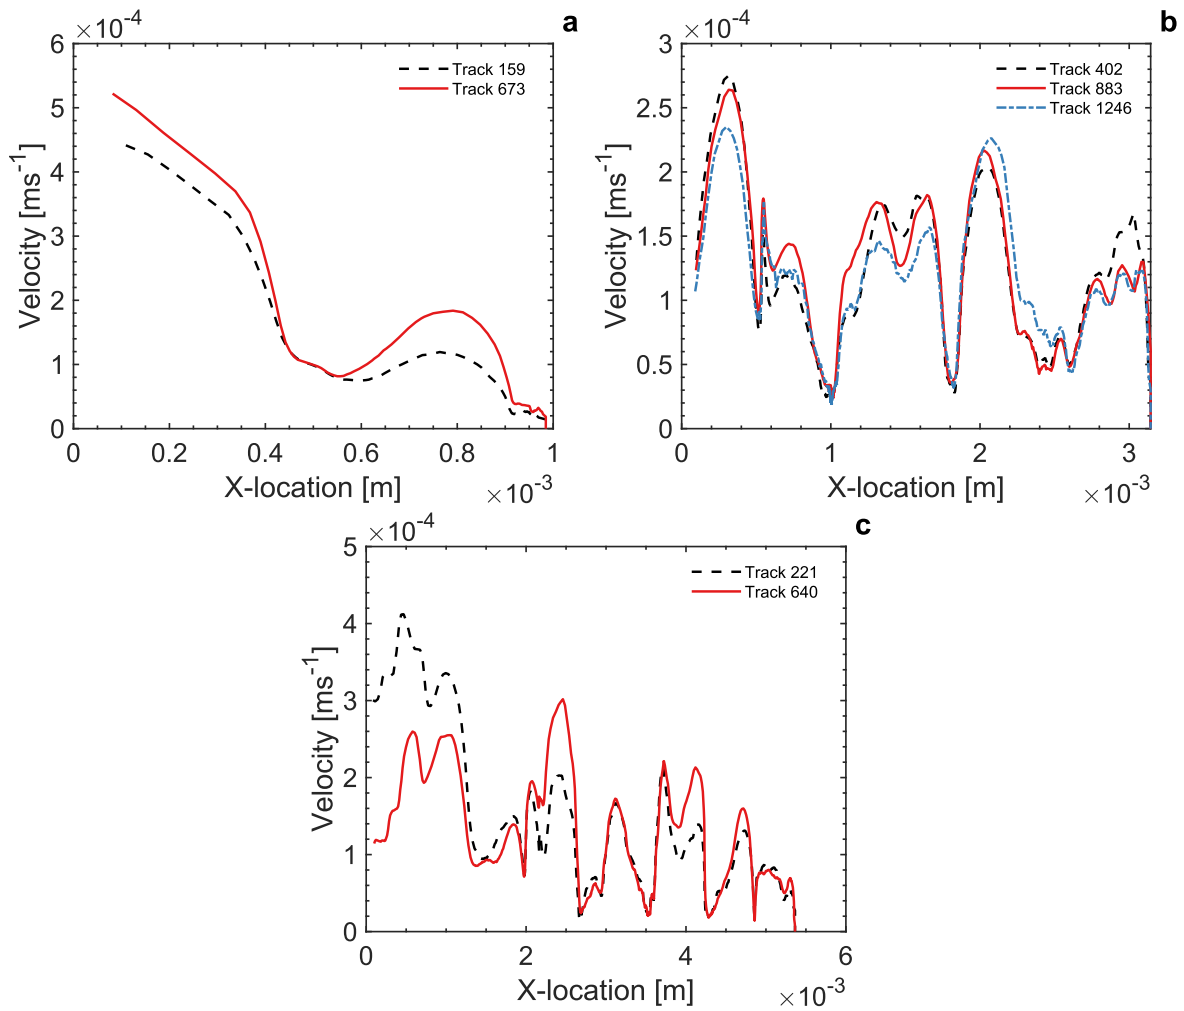 a
×10-4
6
5
4
3
2
1
0
Velocity [ms-1]
Track 159
Track 673
0 0.2 0.4 0.6 0.8 1
X-location [m]
×10-3
b
×10-4
3
2.5
2
1.5
1
0.5
0
Velocity [ms-1]
Track 402
Track 883
Track 1246
0 1 2 3
X-location [m]
×10-3
c
×10-4
5
4
3
2
1
0
Velocity [ms-1]
Track 221
Track 640
0 2 4 6
X-location [m]
×10-3